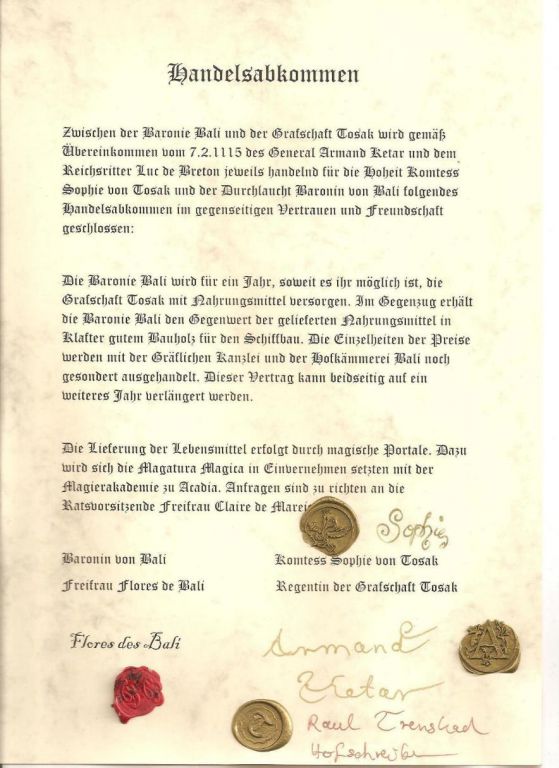 Handelsabkommen
Zwischen der Baronie Bali und der Grafschaft Tosak wird gemäß
Übereinkommen vom 7.2.1115 des General Armand Ketar und dem
Reichsritter Luc de Breton jeweils handelnd für die Hoheit Komtess
Sophie von Tosak und der Durchlaucht Baronin von Bali folgendes
Handelsabkommen im gegenseitigen Vertrauen und Freundschaft
geschlossen:
Die Baronie Bali wird für ein Jahr, soweit es ihr möglich ist, die
Grafschaft Tosak mit Nahrungsmittel versorgen. Im Gegenzug erhält
die Baronie Bali den Gegenwert der gelieferten Nahrungsmittel in
Klafter gutem Bauholz für den Schiffbau. Die Einzelheiten der Preise
werden mit der Gräflichen Kanzlei und der Hofkämmerei Bali noch
gesondert ausgehandelt. Dieser Vertrag kann beidseitig auf ein
weiteres Jahr verlängert werden.
Die Lieferung der Lebensmittel erfolgt durch magische Portale. Dazu
wird sich die Magatura Magica in Einvernehmen setzten mit der
Magierakademie zu Acadia. Anfragen sind zu richten an die
Ratsvorsitzende Freifrau Claire de
Sophie
Baronin von Bali
Komtess Sophie von Tosak
Freifrau Flores de Bali
Regentin der Grafschaft Tosak
Flores des Bali
Armand
Ketar
A
Raul
Hofschreiber